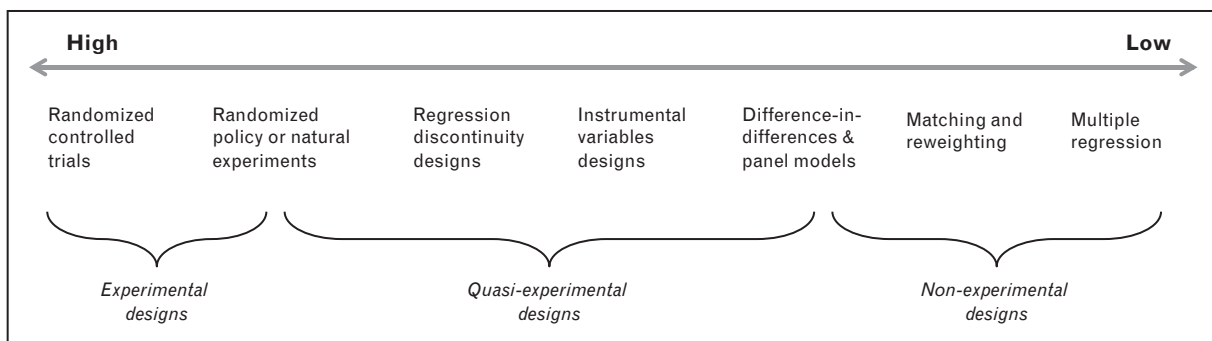 High
Low
Randomized
controlled
trials
Randomized
policy or natural
experiments
Regression
discontinuity
designs
Instrumental
variables
designs
Difference-in-
differences &
panel models
Matching and
reweighting
Multiple
regression
Experimental
designs
Quasi-experimental
designs
Non-experimental
designs